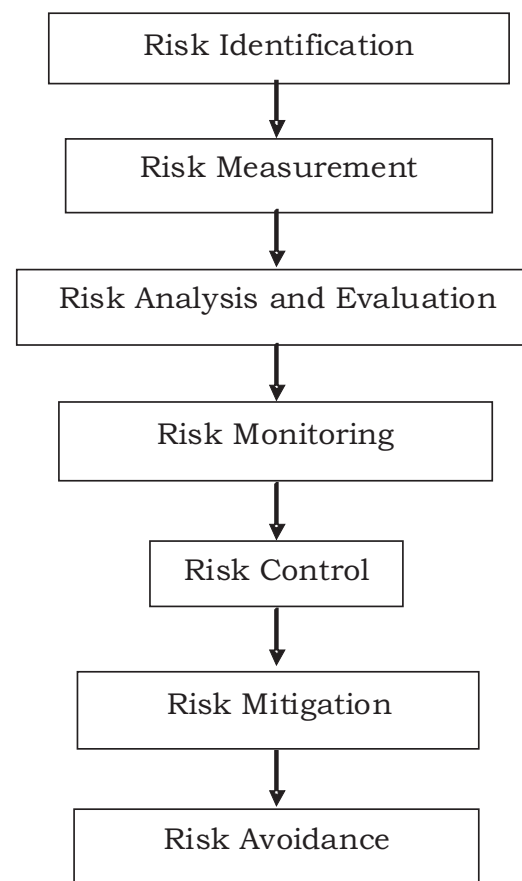 Risk Identification
Risk Measurement
Risk Analysis and Evaluation
Risk Monitoring
Risk Control
Risk Mitigation
Risk Avoidance